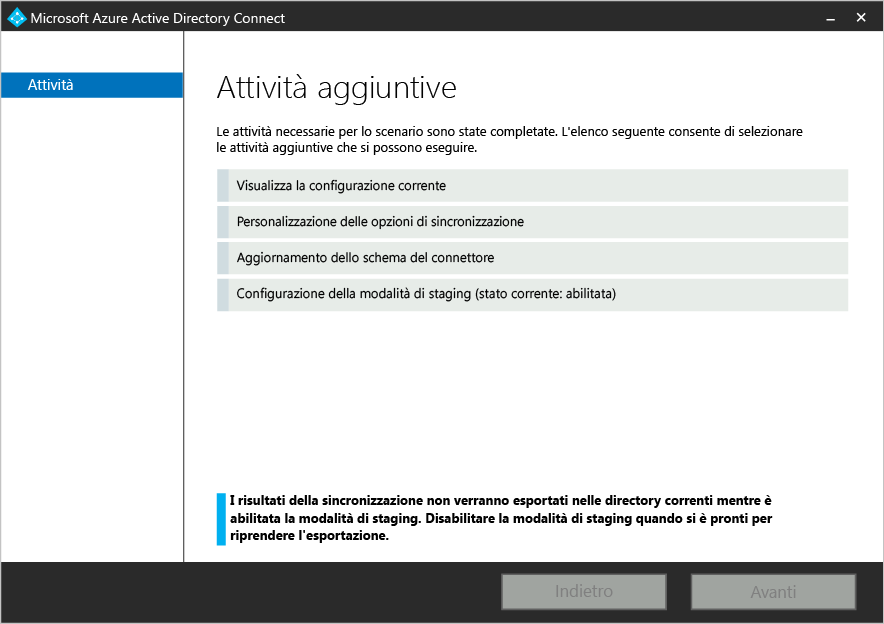 Microsoft Azure Active Directory Connect
Attività
Attività aggiuntive
Le attività necessarie per lo scenario sono state completate. L'elenco seguente consente di selezionare
le attività aggiuntive che si possono eseguire.
Visualizza la configurazione corrente
Personalizzazione delle opzioni di sincronizzazione
Aggiornamento dello schema del connettore
Configurazione della modalità di staging (stato corrente: abilitata)
I risultati della sincronizzazione non verranno esportati nelle directory correnti mentre è
abilitata la modalità di staging. Disabilitare la modalità di staging quando si è pronti per
riprendere l'esportazione.
Indietro
Avanti